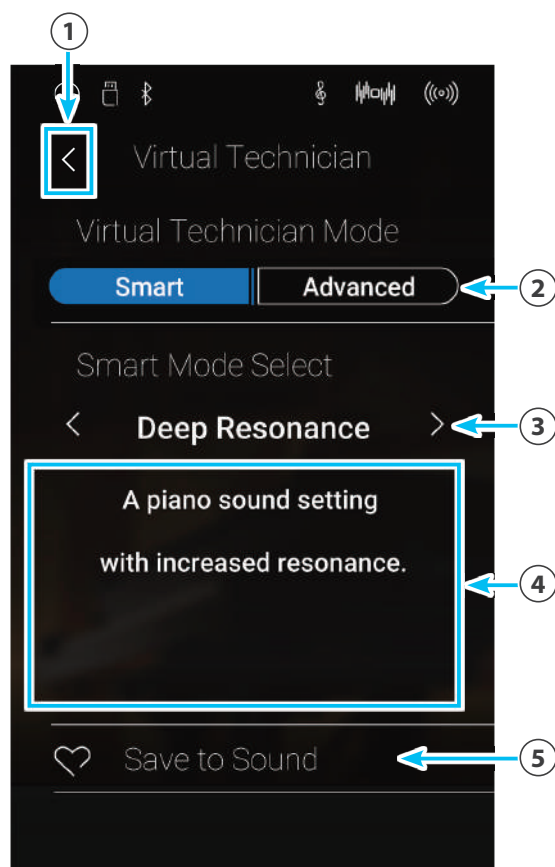 1
Virtual Technician
Virtual Technician Mode
Smart Advanced
2
Smart Mode Select
Deep Resonance
3
A piano sound setting
with increased resonance.
4
Save to Sound
5